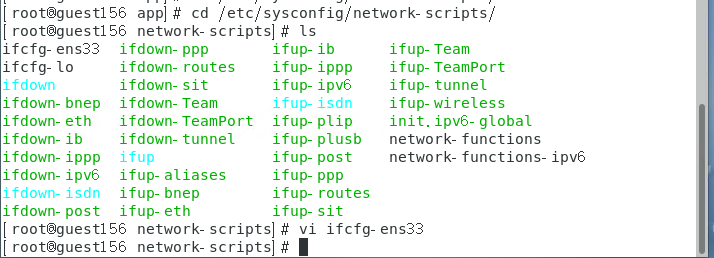 [root@guest156 app]# cd /etc/sysconfig/network-scripts/
[root@guest156 network-scripts]# ls
ifcfg-ens33 ifdown-ppp ifup-ib ifup-Team
ifcfg-lo ifdown-routes ifup-ippp ifup-TeamPort
ifdown ifdown-sit ifup-ipv6 ifup-tunnel
ifdown-bnep ifdown-Team ifup-isdn ifup-wireless
ifdown-eth ifdown-TeamPort ifup-plip init.ipv6-global
ifdown-ib ifdown-tunnel ifup-plusb network-functions
ifdown-ippp ifup ifup-post network-functions-ipv6
ifdown-ipv6 ifup-aliases ifup-ppp
ifdown-isdn ifup-bnep ifup-routes
ifdown-post ifup-eth ifup-sit
[root@guest156 network-scripts]# vi ifcfg-ens33
[root@guest156 network-scripts]#